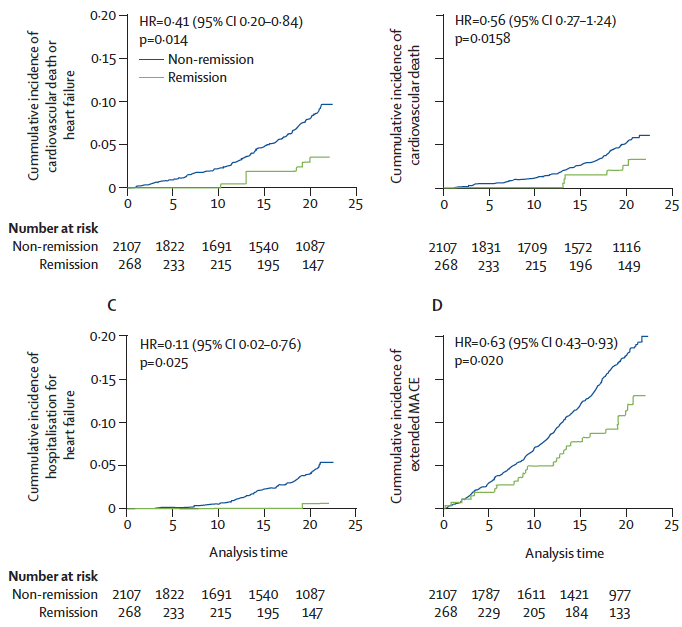 Cummulative incidence of
cardiovascular death or
heart failure
0·20
0·15
0·10
0·05
0
HR=0·41 (95% CI 0·20–0·84)
p=0·014
Non-remission
Remission
0 5 10 15 20 25
Cummulative incidence of
cardiovascular death
HR=0·56 (95% CI 0·27–1·24)
p=0·0158
0 5 10 15 20 25
Number at risk
Non-remission 2107 1822 1691 1540 1087
Remission 268 233 215 195 147
2107 1831 1709 1572 1116
268 233 215 196 149
C
Cummulative incidence of
hospitalisation for
heart failure
0·20
0·15
0·10
0·05
0
HR=0·11 (95% CI 0·02–0·76)
p=0·025
0 5 10 15 20 25
Analysis time
D
Cummulative incidence of
extended MACE
HR=0·63 (95% CI 0·43–0·93)
p=0·020
0 5 10 15 20 25
Analysis time
Number at risk
Non-remission 2107 1822 1691 1540 1087
Remission 268 233 215 195 147
2107 1787 1611 1421 977
268 229 205 184 133